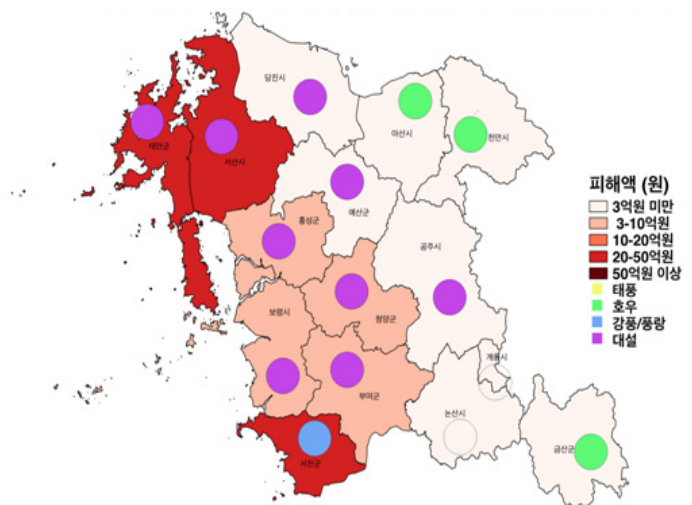 당진시
아산시
천안시
태안군
서산시
예산군
홍성군
공주시
보령시
청양군
계룡시
부여군
논산시
금산군
서천군
피해액 (원)
3억원 미만
3-10억원
10-20억원
20-50억원
50억원 이상
태풍
호우
강풍/풍랑
대설